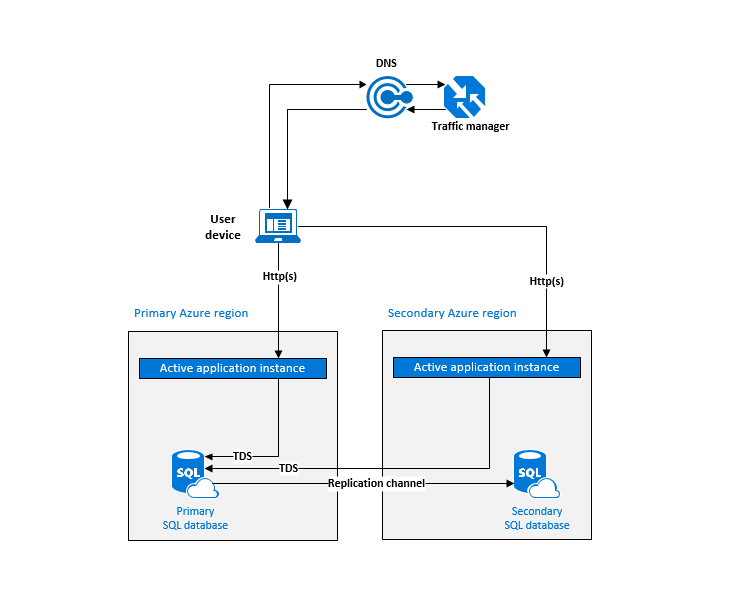 DNS
Traffic manager
User
device
Http(s)
Http(s)
Primary Azure region
Secondary Azure region
Active application instance
Active application instance
TDS
TDS
SQL
SQL
Replication channel
Primary
SQL database
Secondary
SQL database